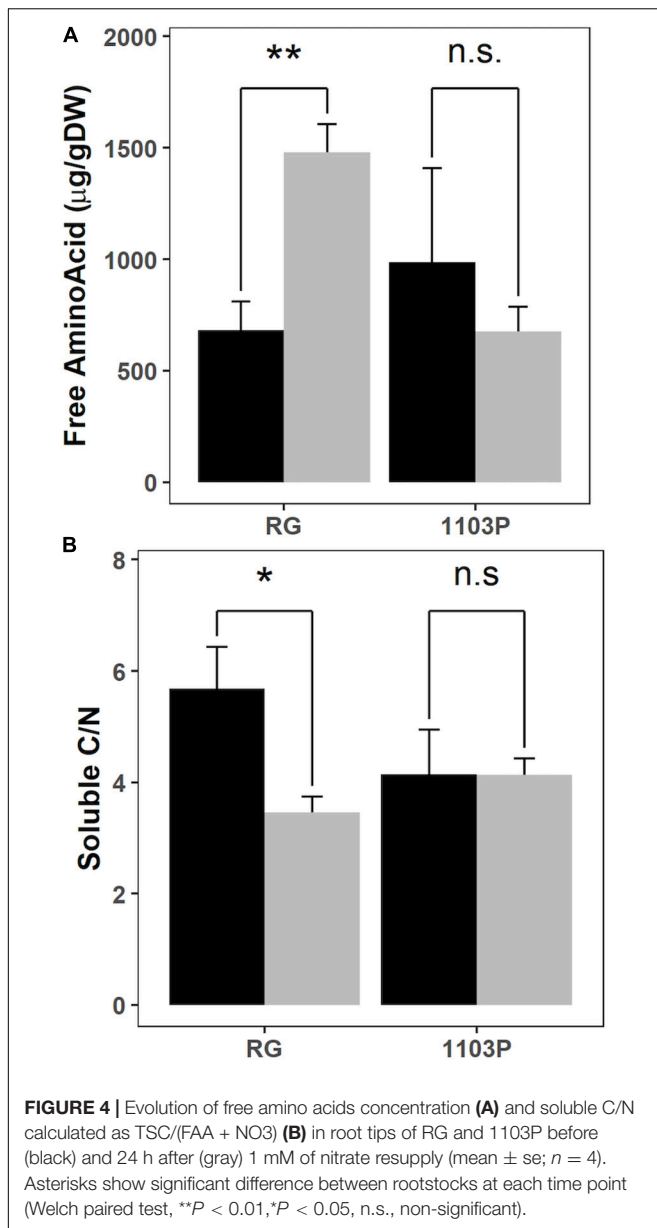 A
2000
1500
1000
500
0
Free AminoAcid (µg/gDW)
**
n.s.
RG
1103P
B
8
6
4
2
0
Soluble C/N
*
n.s
RG
1103P
FIGURE 4 | Evolution of free amino acids concentration (A) and soluble C/N
calculated as TSC/(FAA + NO3) (B) in root tips of RG and 1103P before
(black) and 24 h after (gray) 1 mM of nitrate resupply (mean ± se; n = 4).
Asterisks show significant difference between rootstocks at each time point
(Welch paired test, **P < 0.01,*P < 0.05, n.s., non-significant).